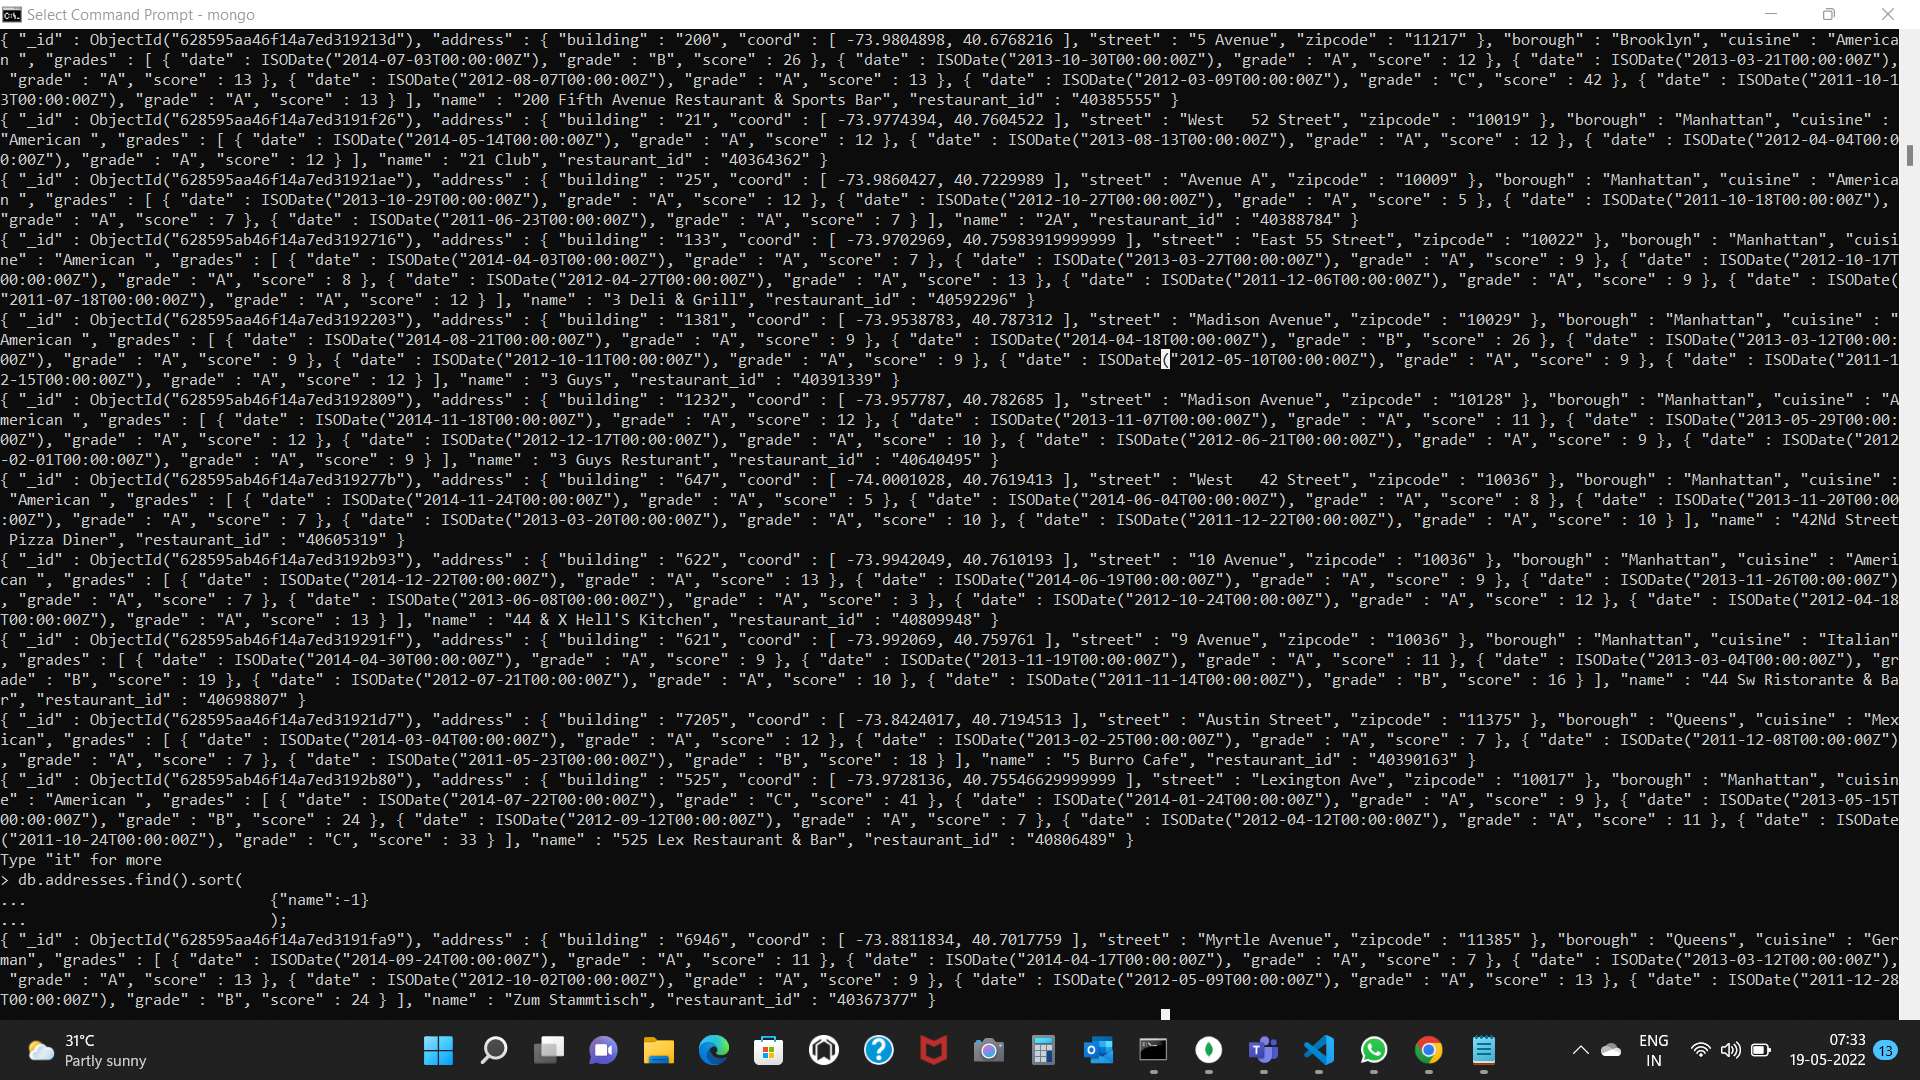 Select Command Prompt - mongo
{ "_id" : ObjectId("628595aa46f14a7ed319213d"), "address" : { "building" : "200", "coord" : [ -73.9804898, 40.6768216 ], "street" : "5 Avenue", "zipcode" : "11217" }, "borough" : "Brooklyn", "cuisine" : "America
n ", "grades" : [ { "date" : ISODate("2014-07-03T00:00:00Z"), "grade" : "B", "score" : 26 }, { "date" : ISODate("2013-10-30T00:00:00Z"), "grade" : "A", "score" : 12 }, { "date" : ISODate("2013-03-21T00:00:00Z"),
 "grade" : "A", "score" : 13 }, { "date" : ISODate("2012-08-07T00:00:00Z"), "grade" : "A", "score" : 13 }, { "date" : ISODate("2012-03-09T00:00:00Z"), "grade" : "C", "score" : 42 }, { "date" : ISODate("2011-10-1
3T00:00:00Z"), "grade" : "A", "score" : 13 } ], "name" : "200 Fifth Avenue Restaurant & Sports Bar", "restaurant_id" : "40385555" }
{ "_id" : ObjectId("628595aa46f14a7ed3191f26"), "address" : { "building" : "21", "coord" : [ -73.9774394, 40.7604522 ], "street" : "West   52 Street", "zipcode" : "10019" }, "borough" : "Manhattan", "cuisine" :
"American ", "grades" : [ { "date" : ISODate("2014-05-14T00:00:00Z"), "grade" : "A", "score" : 12 }, { "date" : ISODate("2013-08-13T00:00:00Z"), "grade" : "A", "score" : 12 }, { "date" : ISODate("2012-04-04T00:0
0:00Z"), "grade" : "A", "score" : 12 } ], "name" : "21 Club", "restaurant_id" : "40364362" }
{ "_id" : ObjectId("628595aa46f14a7ed31921ae"), "address" : { "building" : "25", "coord" : [ -73.9860427, 40.7229989 ], "street" : "Avenue A", "zipcode" : "10009" }, "borough" : "Manhattan", "cuisine" : "America
n ", "grades" : [ { "date" : ISODate("2013-10-29T00:00:00Z"), "grade" : "A", "score" : 12 }, { "date" : ISODate("2012-10-27T00:00:00Z"), "grade" : "A", "score" : 5 }, { "date" : ISODate("2011-10-18T00:00:00Z"),
"grade" : "A", "score" : 7 }, { "date" : ISODate("2011-06-23T00:00:00Z"), "grade" : "A", "score" : 7 } ], "name" : "2A", "restaurant_id" : "40388784" }
{ "_id" : ObjectId("628595ab46f14a7ed3192716"), "address" : { "building" : "133", "coord" : [ -73.9702969, 40.75983919999999 ], "street" : "East 55 Street", "zipcode" : "10022" }, "borough" : "Manhattan", "cuisi
ne" : "American ", "grades" : [ { "date" : ISODate("2014-04-03T00:00:00Z"), "grade" : "A", "score" : 7 }, { "date" : ISODate("2013-03-27T00:00:00Z"), "grade" : "A", "score" : 9 }, { "date" : ISODate("2012-10-17T
00:00:00Z"), "grade" : "A", "score" : 8 }, { "date" : ISODate("2012-04-27T00:00:00Z"), "grade" : "A", "score" : 13 }, { "date" : ISODate("2011-12-06T00:00:00Z"), "grade" : "A", "score" : 9 }, { "date" : ISODate(
"2011-07-18T00:00:00Z"), "grade" : "A", "score" : 12 } ], "name" : "3 Deli & Grill", "restaurant_id" : "40592296" }
{ "_id" : ObjectId("628595aa46f14a7ed3192203"), "address" : { "building" : "1381", "coord" : [ -73.9538783, 40.787312 ], "street" : "Madison Avenue", "zipcode" : "10029" }, "borough" : "Manhattan", "cuisine" : "
American ", "grades" : [ { "date" : ISODate("2014-08-21T00:00:00Z"), "grade" : "A", "score" : 9 }, { "date" : ISODate("2014-04-18T00:00:00Z"), "grade" : "B", "score" : 26 }, { "date" : ISODate("2013-03-12T00:00:
00Z"), "grade" : "A", "score" : 9 }, { "date" : ISODate("2012-10-11T00:00:00Z"), "grade" : "A", "score" : 9 }, { "date" : ISODate("2012-05-10T00:00:00Z"), "grade" : "A", "score" : 9 }, { "date" : ISODate("2011-1
2-15T00:00:00Z"), "grade" : "A", "score" : 12 } ], "name" : "3 Guys", "restaurant_id" : "40391339" }
{ "_id" : ObjectId("628595ab46f14a7ed3192809"), "address" : { "building" : "1232", "coord" : [ -73.957787, 40.782685 ], "street" : "Madison Avenue", "zipcode" : "10128" }, "borough" : "Manhattan", "cuisine" : "A
merican ", "grades" : [ { "date" : ISODate("2014-11-18T00:00:00Z"), "grade" : "A", "score" : 12 }, { "date" : ISODate("2013-11-07T00:00:00Z"), "grade" : "A", "score" : 11 }, { "date" : ISODate("2013-05-29T00:00:
00Z"), "grade" : "A", "score" : 12 }, { "date" : ISODate("2012-12-17T00:00:00Z"), "grade" : "A", "score" : 10 }, { "date" : ISODate("2012-06-21T00:00:00Z"), "grade" : "A", "score" : 9 }, { "date" : ISODate("2012
-02-01T00:00:00Z"), "grade" : "A", "score" : 9 } ], "name" : "3 Guys Resturant", "restaurant_id" : "40640495" }
{ "_id" : ObjectId("628595ab46f14a7ed319277b"), "address" : { "building" : "647", "coord" : [ -74.0001028, 40.7619413 ], "street" : "West   42 Street", "zipcode" : "10036" }, "borough" : "Manhattan", "cuisine" :
 "American ", "grades" : [ { "date" : ISODate("2014-11-24T00:00:00Z"), "grade" : "A", "score" : 5 }, { "date" : ISODate("2014-06-04T00:00:00Z"), "grade" : "A", "score" : 8 }, { "date" : ISODate("2013-11-20T00:00
:00Z"), "grade" : "A", "score" : 7 }, { "date" : ISODate("2013-03-20T00:00:00Z"), "grade" : "A", "score" : 10 }, { "date" : ISODate("2011-12-22T00:00:00Z"), "grade" : "A", "score" : 10 } ], "name" : "42Nd Street
 Pizza Diner", "restaurant_id" : "40605319" }
{ "_id" : ObjectId("628595ab46f14a7ed3192b93"), "address" : { "building" : "622", "coord" : [ -73.9942049, 40.7610193 ], "street" : "10 Avenue", "zipcode" : "10036" }, "borough" : "Manhattan", "cuisine" : "Ameri
can ", "grades" : [ { "date" : ISODate("2014-12-22T00:00:00Z"), "grade" : "A", "score" : 13 }, { "date" : ISODate("2014-06-19T00:00:00Z"), "grade" : "A", "score" : 9 }, { "date" : ISODate("2013-11-26T00:00:00Z")
, "grade" : "A", "score" : 7 }, { "date" : ISODate("2013-06-08T00:00:00Z"), "grade" : "A", "score" : 3 }, { "date" : ISODate("2012-10-24T00:00:00Z"), "grade" : "A", "score" : 12 }, { "date" : ISODate("2012-04-18
T00:00:00Z"), "grade" : "A", "score" : 13 } ], "name" : "44 & X Hell'S Kitchen", "restaurant_id" : "40809948" }
{ "_id" : ObjectId("628595ab46f14a7ed319291f"), "address" : { "building" : "621", "coord" : [ -73.992069, 40.759761 ], "street" : "9 Avenue", "zipcode" : "10036" }, "borough" : "Manhattan", "cuisine" : "Italian"
, "grades" : [ { "date" : ISODate("2014-04-30T00:00:00Z"), "grade" : "A", "score" : 9 }, { "date" : ISODate("2013-11-19T00:00:00Z"), "grade" : "A", "score" : 11 }, { "date" : ISODate("2013-03-04T00:00:00Z"), "gr
ade" : "B", "score" : 19 }, { "date" : ISODate("2012-07-21T00:00:00Z"), "grade" : "A", "score" : 10 }, { "date" : ISODate("2011-11-14T00:00:00Z"), "grade" : "B", "score" : 16 } ], "name" : "44 Sw Ristorante & Ba
r", "restaurant_id" : "40698807" }
{ "_id" : ObjectId("628595aa46f14a7ed31921d7"), "address" : { "building" : "7205", "coord" : [ -73.8424017, 40.7194513 ], "street" : "Austin Street", "zipcode" : "11375" }, "borough" : "Queens", "cuisine" : "Mex
ican", "grades" : [ { "date" : ISODate("2014-03-04T00:00:00Z"), "grade" : "A", "score" : 12 }, { "date" : ISODate("2013-02-25T00:00:00Z"), "grade" : "A", "score" : 7 }, { "date" : ISODate("2011-12-08T00:00:00Z")
, "grade" : "A", "score" : 7 }, { "date" : ISODate("2011-05-23T00:00:00Z"), "grade" : "B", "score" : 18 } ], "name" : "5 Burro Cafe", "restaurant_id" : "40390163" }
{ "_id" : ObjectId("628595ab46f14a7ed3192b80"), "address" : { "building" : "525", "coord" : [ -73.9728136, 40.75546629999999 ], "street" : "Lexington Ave", "zipcode" : "10017" }, "borough" : "Manhattan", "cuisin
e" : "American ", "grades" : [ { "date" : ISODate("2014-07-22T00:00:00Z"), "grade" : "C", "score" : 41 }, { "date" : ISODate("2014-01-24T00:00:00Z"), "grade" : "A", "score" : 9 }, { "date" : ISODate("2013-05-15T
00:00:00Z"), "grade" : "B", "score" : 24 }, { "date" : ISODate("2012-09-12T00:00:00Z"), "grade" : "A", "score" : 7 }, { "date" : ISODate("2012-04-12T00:00:00Z"), "grade" : "A", "score" : 11 }, { "date" : ISODate
("2011-10-24T00:00:00Z"), "grade" : "C", "score" : 33 } ], "name" : "525 Lex Restaurant & Bar", "restaurant_id" : "40806489" }
Type "it" for more
> db.addresses.find().sort(
...                           {"name":-1}
...                           );
{ "_id" : ObjectId("628595aa46f14a7ed3191fa9"), "address" : { "building" : "6946", "coord" : [ -73.8811834, 40.7017759 ], "street" : "Myrtle Avenue", "zipcode" : "11385" }, "borough" : "Queens", "cuisine" : "Ger
man", "grades" : [ { "date" : ISODate("2014-09-24T00:00:00Z"), "grade" : "A", "score" : 11 }, { "date" : ISODate("2014-04-17T00:00:00Z"), "grade" : "A", "score" : 7 }, { "date" : ISODate("2013-03-12T00:00:00Z"),
 "grade" : "A", "score" : 13 }, { "date" : ISODate("2012-10-02T00:00:00Z"), "grade" : "A", "score" : 9 }, { "date" : ISODate("2012-05-09T00:00:00Z"), "grade" : "A", "score" : 13 }, { "date" : ISODate("2011-12-28
T00:00:00Z"), "grade" : "B", "score" : 24 } ], "name" : "Zum Stammtisch", "restaurant_id" : "40367377" }
31°C
Partly sunny
ENG
IN
07:33
19-05-2022
13